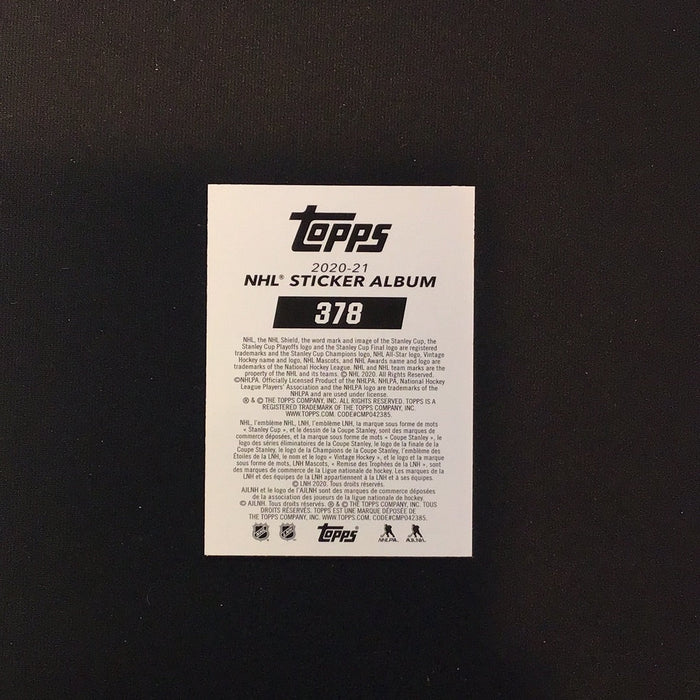 TOPPS
2020-21
NHL® STICKER ALBUM
378
NHL, the NHL Shield, the word mark and image of the Stanley Cup, the
Stanley Cup Playoffs logo and the Stanley Cup Final logo are registered
trademarks and the Stanley Cup Champions logo, NHL All-Star logo, Vintage
Hockey name and logo, NHL Mascots, and NHL Awards name and logo are
trademarks of the National Hockey League. NHL and NHL team marks are the
property of the NHL and its teams. © NHL 2020. All Rights Reserved.
©NHLPA. Officially Licensed Product of the NHLPA. NHLPA, National Hockey
League Players' Association and the NHLPA logo are trademarks of the
NHLPA and are used under license.
® & © THE TOPPS COMPANY, INC. ALL RIGHTS RESERVED. TOPPS IS A
REGISTERED TRADEMARK OF THE TOPPS COMPANY, INC.
WWW.TOPPS.COM. CODE#CMP042385.
NHL, l'emblème NHL, LNH, l'emblème LNH, la marque sous forme de mots
« Stanley Cup », et le dessin de la Coupe Stanley, sont des marques de
commerce déposées, et la marque sous forme de mots « Coupe Stanley », le
logo des séries éliminatoires de la Coupe Stanley, le logo de la Finale de la
Coupe Stanley, le logo de la Champions de la Coupe Stanley, l'emblème des
Étoiles de la LNH, le nom et le logo « Vintage Hockey », et le logo et la marque
sous forme de mots, LNH Mascots, « Remise des Trophées de la LNH », sont
des marques de commerce de la Ligue nationale de hockey. Les marques de la
LNH et des équipes de la LNH appartiennent à la LNH et à ses équipes.
© LNH 2020. Tous droits réservés.
AJLNH et le logo de l'AJLNH sont des marques de commerce déposées
de la association des joueurs de la ligue nationale de hockey.
© AJLNH. Tous droits réservés. ® & © THE TOPPS COMPANY, INC. TOUS
DROITS RÉSERVÉS. TOPPS EST UNE MARQUE DÉPOSÉE DE
THE TOPPS COMPANY, INC. WWW.TOPPS.COM. CODE#CMP042385.
TOPPS® NHLPA. AJLNH